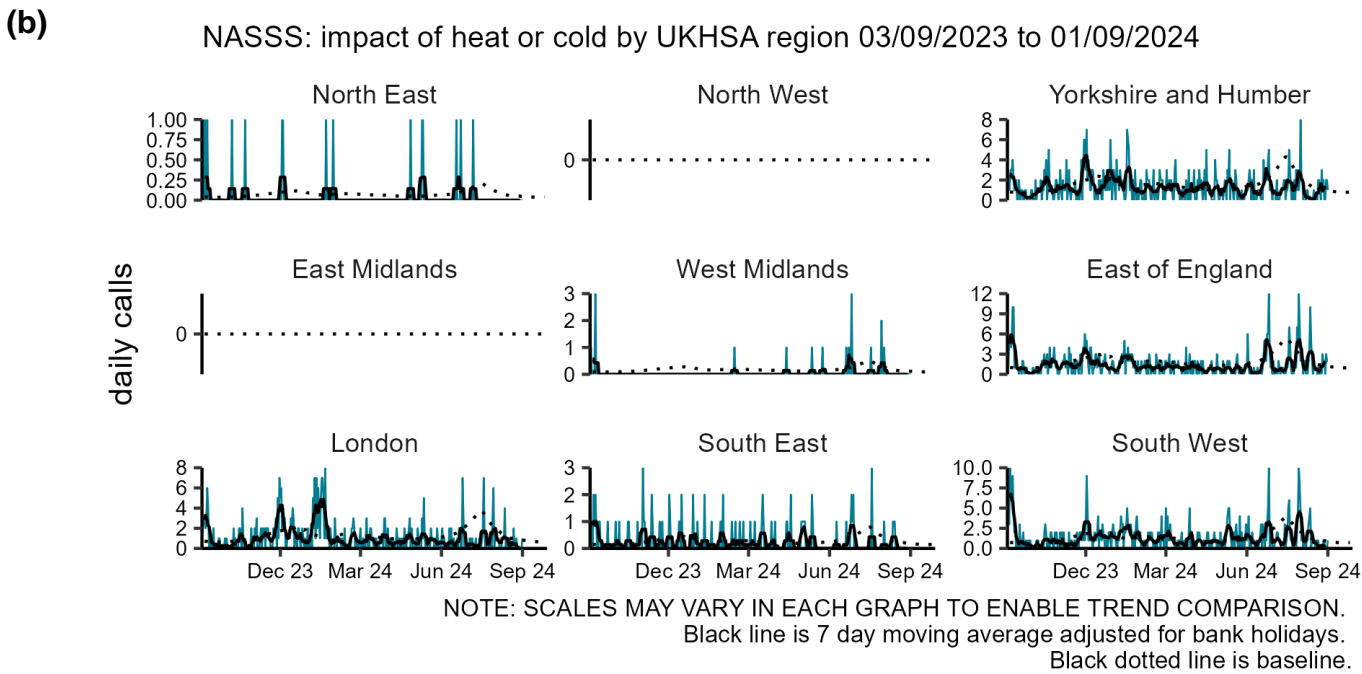 (b)
NASSS: impact of heat or cold by UKHSA region 03/09/2023 to 01/09/2024
daily calls
North East
1.00
0.75
0.50
0.25
0.00
North West
0
Yorkshire and Humber
8
6
4
2
0
East Midlands
0
West Midlands
3
2
1
0
East of England
12
9
6
3
0
London
8
6
4
2
0
Dec 23 Mar 24 Jun 24 Sep 24
South East
3
2
1
0
Dec 23 Mar 24 Jun 24 Sep 24
South West
10.0
7.5
5.0
2.5
0.0
Dec 23 Mar 24 Jun 24 Sep 24
NOTE: SCALES MAY VARY IN EACH GRAPH TO ENABLE TREND COMPARISON.
Black line is 7 day moving average adjusted for bank holidays.
Black dotted line is baseline.